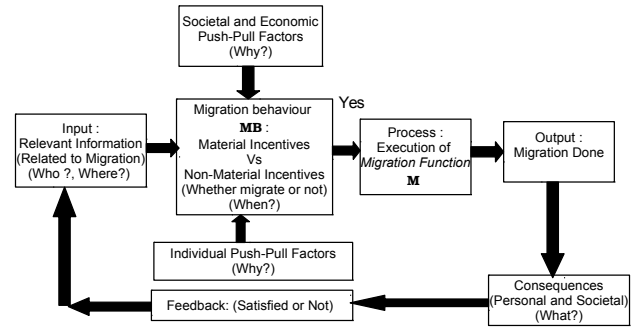 Societal and Economic
Push-Pull Factors
(Why?)
Yes
Input :
Relevant Information
(Related to Migration)
(Who ?, Where?)
Migration behaviour
MB :
Material Incentives
Vs
Non-Material Incentives
(Whether migrate or not)
(When?)
Process :
Execution of
Migration Function
M
Output :
Migration Done
Individual Push-Pull Factors
(Why?)
Consequences
(Personal and Societal)
(What?)
Feedback: (Satisfied or Not)